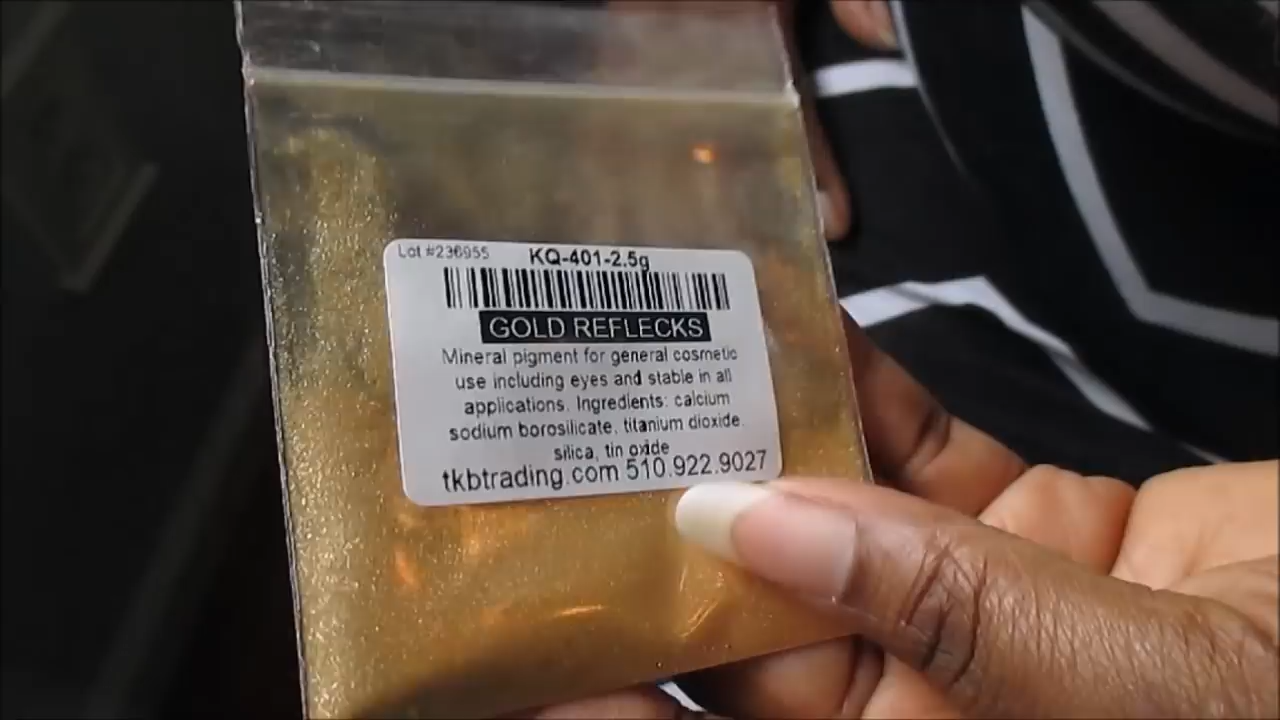 Lot #236955
KQ-401-2.5g
GOLD REFLECKS
Mineral pigment for general cosmetic
use including eyes and stable in all
applications. Ingredients: calcium
sodium borosilicate, titanium dioxide,
silica, tin oxide
tkbtrading.com 510.922.9027